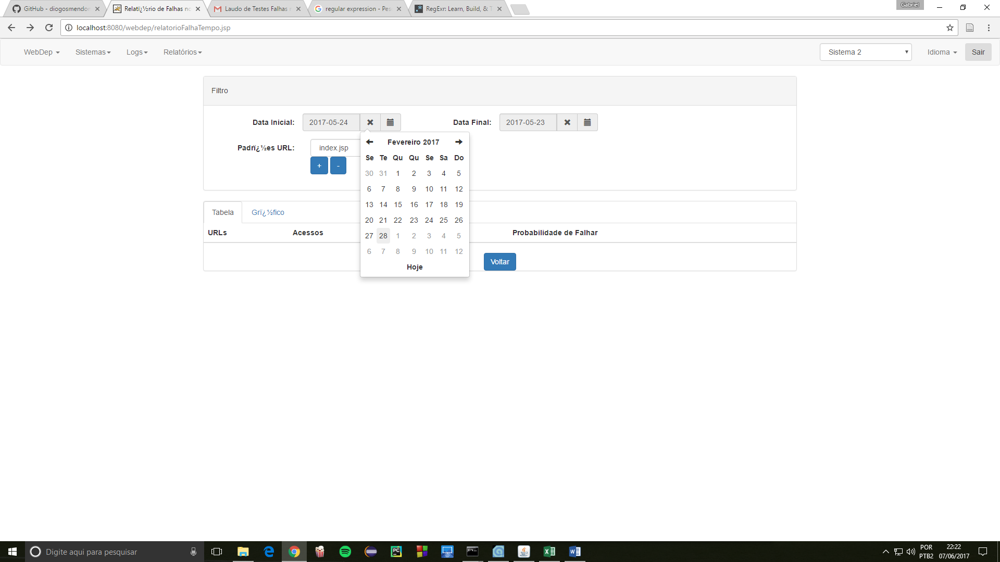 GitHub - diogosmendor
Relatï¿½rio de Falhas no
Laudo de Testes Falhas n
regular expression - Pes
RegExr: Learn, Build, & T
Gabriel
localhost:8080/webdep/relatorioFalhaTempo.jsp
WebDep Sistemas Logs Relatórios Sistema 2 Idioma Sair
Filtro
Data Inicial: 2017-05-24 Data Final: 2017-05-23
Padrï¿½es URL: index.jsp
+ -
Fevereiro 2017
Se Te Qu Qu Se Sa Do
30 31 1 2 3 4 5
6 7 8 9 10 11 12
13 14 15 16 17 18 19
20 21 22 23 24 25 26
27 28 1 2 3 4 5
6 7 8 9 10 11 12
Hoje
Tabela Grï¿½fico
URLs Acessos Probabilidade de Falhar
Voltar
Digite aqui para pesquisar
POR
PTB2
22:22
07/06/2017